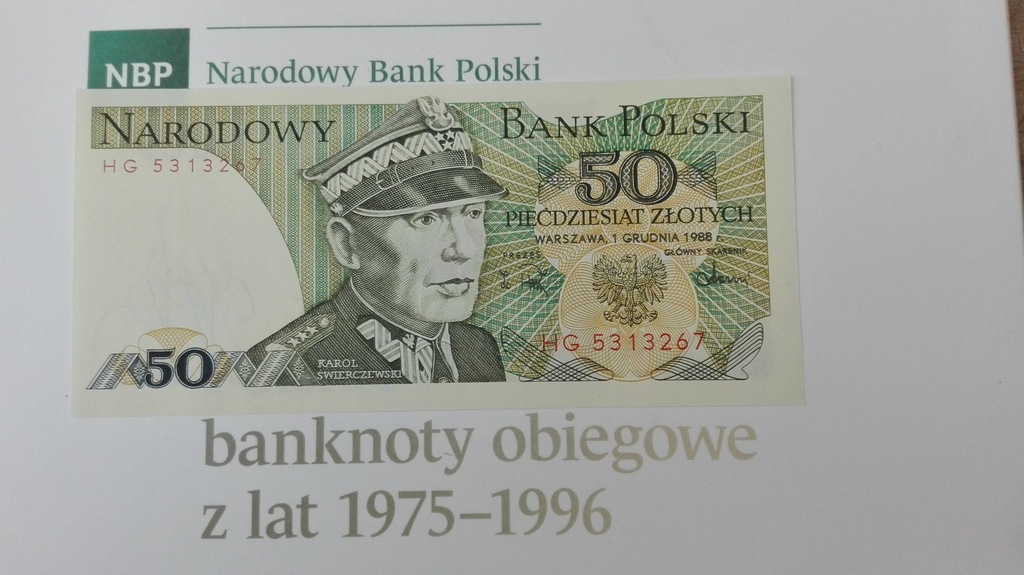 NBP Narodowy Bank Polski
NARODOWY BANK POLSKI
HG 5313267
50
PIĘĆDZIESIĄT ZŁOTYCH
WARSZAWA, 1 GRUDNIA 1988 R.
PREZES GŁÓWNY SKARBNIK
HG 5313267
50
KAROL
ŚWIERCZEWSKI
banknoty obiegowe
z lat 1975–1996